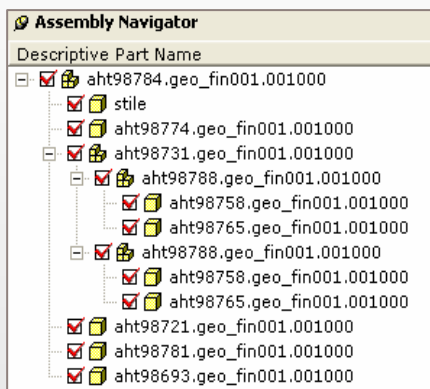 Assembly Navigator
Descriptive Part Name
aht98784.geo_fin001.001000
stile
aht98774.geo_fin001.001000
aht98731.geo_fin001.001000
aht98788.geo_fin001.001000
aht98758.geo_fin001.001000
aht98765.geo_fin001.001000
aht98788.geo_fin001.001000
aht98758.geo_fin001.001000
aht98765.geo_fin001.001000
aht98721.geo_fin001.001000
aht98781.geo_fin001.001000
aht98693.geo_fin001.001000